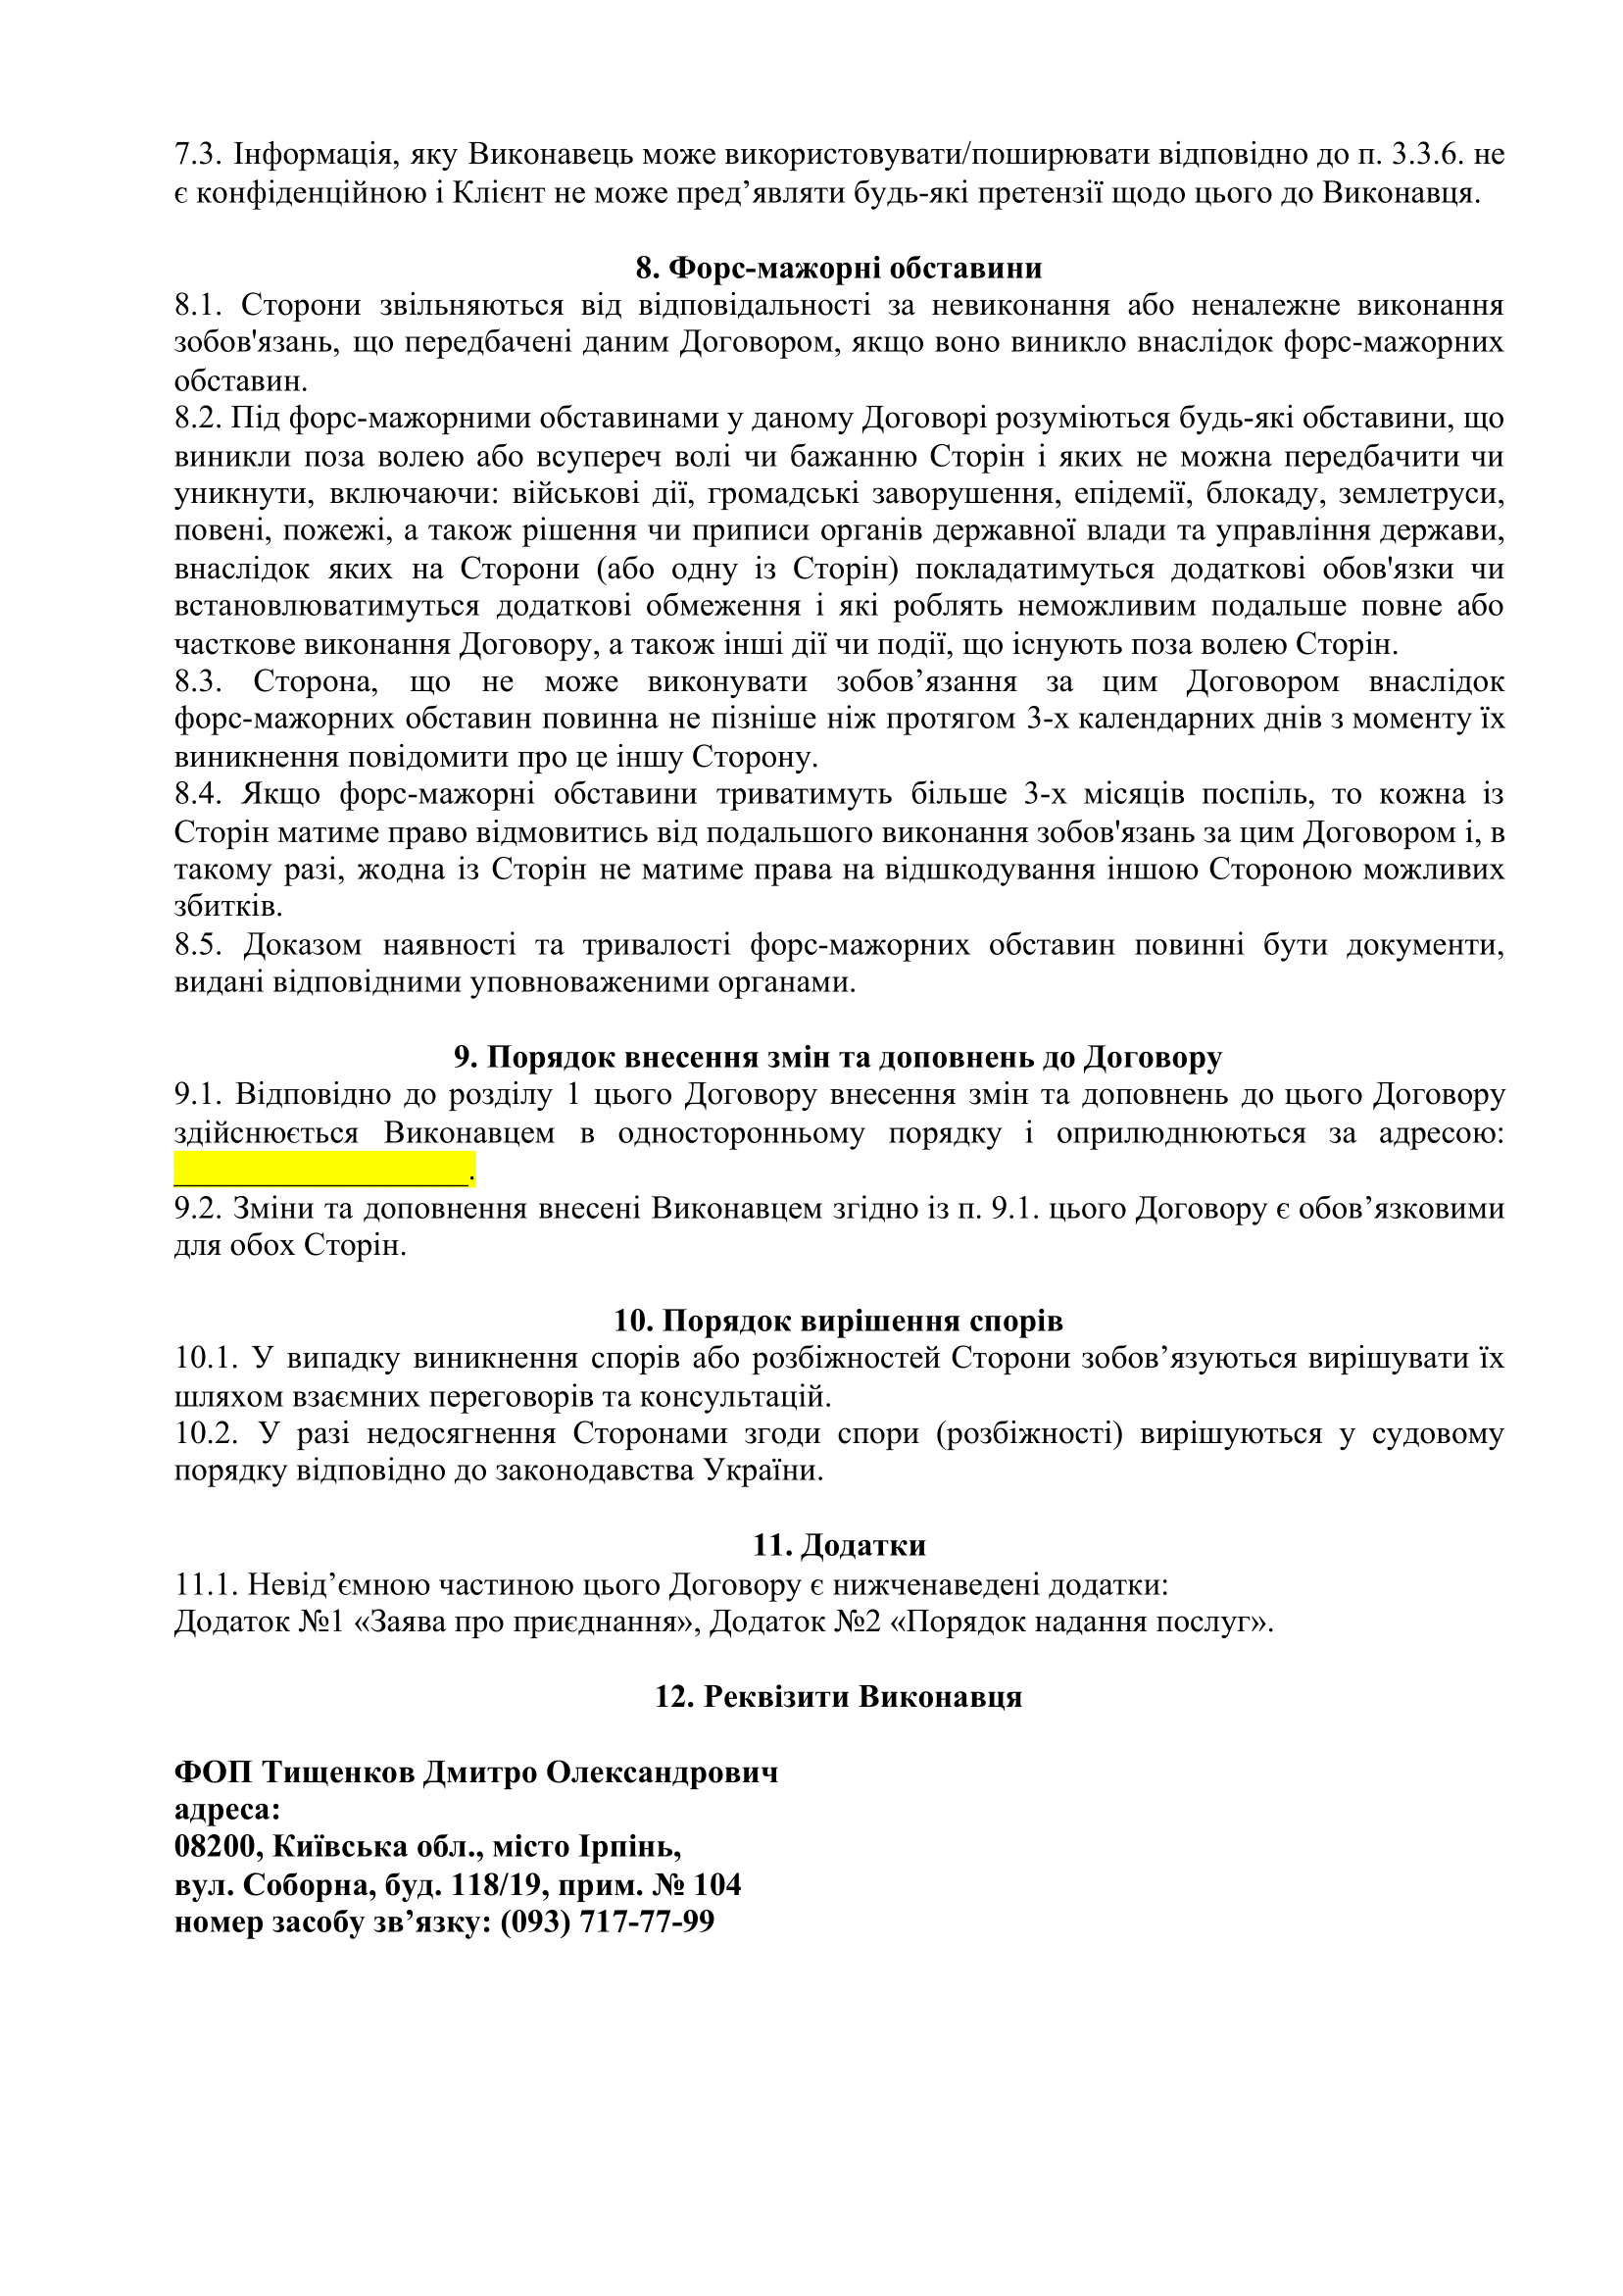 7.3. Інформація, яку Виконавець може використовувати/поширювати відповідно до п. 3.3.6. не
є конфіденційною і Клієнт не може пред’являти будь-які претензії щодо цього до Виконавця.
8. Форс-мажорні обставини
8.1. Сторони звільняються від відповідальності за невиконання або неналежне виконання
зобов'язань, що передбачені даним Договором, якщо воно виникло внаслідок форс-мажорних
обставин.
8.2. Під форс-мажорними обставинами у даному Договорі розуміються будь-які обставини, що
виникли поза волею або всупереч волі чи бажанню Сторін і яких не можна передбачити чи
уникнути, включаючи: військові дії, громадські заворушення, епідемії, блокаду, землетруси,
повені, пожежі, а також рішення чи приписи органів державної влади та управління держави,
внаслідок яких на Сторони (або одну із Сторін) покладатимуться додаткові обов'язки чи
встановлюватимуться додаткові обмеження і які роблять неможливим подальше повне або
часткове виконання Договору, а також інші дії чи події, що існують поза волею Сторін.
8.3. Сторона, що не може виконувати зобов’язання за цим Договором внаслідок
форс-мажорних обставин повинна не пізніше ніж протягом 3-х календарних днів з моменту їх
виникнення повідомити про це іншу Сторону.
8.4. Якщо форс-мажорні обставини триватимуть більше 3-х місяців поспіль, то кожна із
Сторін матиме право відмовитись від подальшого виконання зобов'язань за цим Договором і, в
такому разі, жодна із Сторін не матиме права на відшкодування іншою Стороною можливих
збитків.
8.5. Доказом наявності та тривалості форс-мажорних обставин повинні бути документи,
видані відповідними уповноваженими органами.
9. Порядок внесення змін та доповнень до Договору
9.1. Відповідно до розділу 1 цього Договору внесення змін та доповнень до цього Договору
здійснюється Виконавцем в односторонньому порядку і оприлюднюються за адресою:
__________________.
9.2. Зміни та доповнення внесені Виконавцем згідно із п. 9.1. цього Договору є обов’язковими
для обох Сторін.
10. Порядок вирішення спорів
10.1. У випадку виникнення спорів або розбіжностей Сторони зобов’язуються вирішувати їх
шляхом взаємних переговорів та консультацій.
10.2. У разі недосягнення Сторонами згоди спори (розбіжності) вирішуються у судовому
порядку відповідно до законодавства України.
11. Додатки
11.1. Невід’ємною частиною цього Договору є нижченаведені додатки:
Додаток №1 «Заява про приєднання», Додаток №2 «Порядок надання послуг».
12. Реквізити Виконавця
ФОП Тищенков Дмитро Олександрович
адреса:
08200, Київська обл., місто Ірпінь,
вул. Соборна, буд. 118/19, прим. № 104
номер засобу зв’язку: (093) 717-77-99